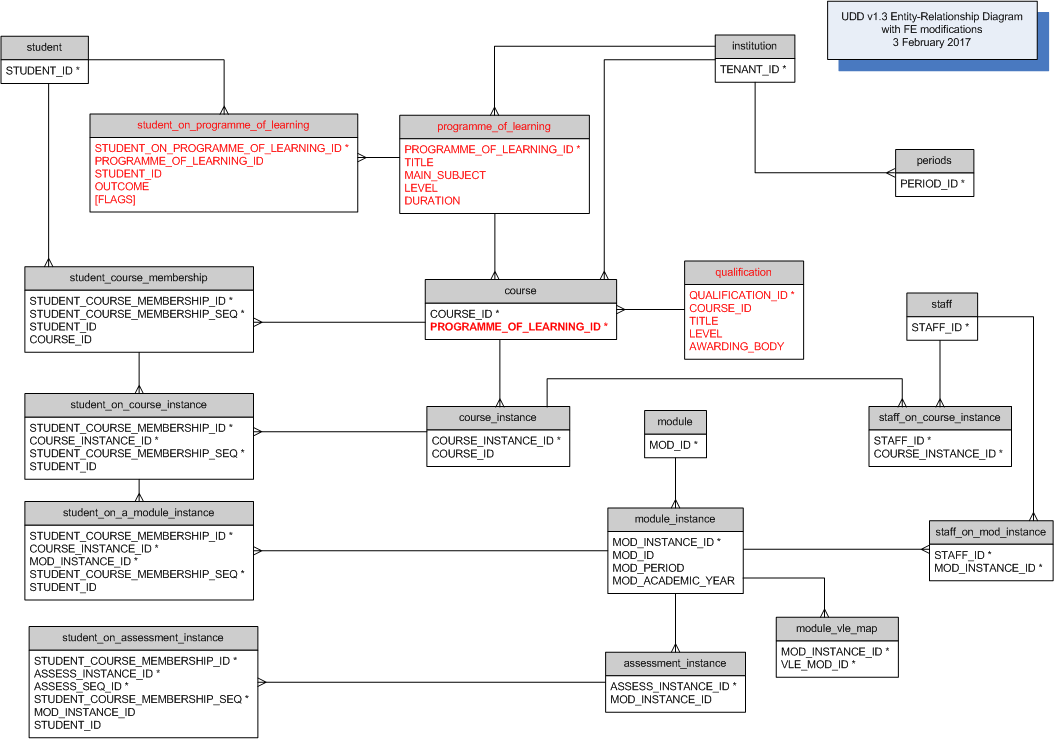 UDD v1.3 Entity-Relationship Diagram
with FE modifications
3 February 2017
student
STUDENT_ID *
institution
TENANT_ID *
student_on_programme_of_learning
STUDENT_ON_PROGRAMME_OF_LEARNING_ID *
PROGRAMME_OF_LEARNING_ID
STUDENT_ID
OUTCOME
[FLAGS]
programme_of_learning
PROGRAMME_OF_LEARNING_ID *
TITLE
MAIN_SUBJECT
LEVEL
DURATION
periods
PERIOD_ID *
student_course_membership
STUDENT_COURSE_MEMBERSHIP_ID *
STUDENT_COURSE_MEMBERSHIP_SEQ *
STUDENT_ID
COURSE_ID
course
COURSE_ID *
PROGRAMME_OF_LEARNING_ID *
qualification
QUALIFICATION_ID *
COURSE_ID
TITLE
LEVEL
AWARDING_BODY
staff
STAFF_ID *
student_on_course_instance
STUDENT_COURSE_MEMBERSHIP_ID *
COURSE_INSTANCE_ID *
STUDENT_COURSE_MEMBERSHIP_SEQ *
STUDENT_ID
course_instance
COURSE_INSTANCE_ID *
COURSE_ID
module
MOD_ID *
staff_on_course_instance
STAFF_ID *
COURSE_INSTANCE_ID *
student_on_a_module_instance
STUDENT_COURSE_MEMBERSHIP_ID *
COURSE_INSTANCE_ID *
MOD_INSTANCE_ID *
STUDENT_COURSE_MEMBERSHIP_SEQ *
STUDENT_ID
module_instance
MOD_INSTANCE_ID *
MOD_ID
MOD_PERIOD
MOD_ACADEMIC_YEAR
staff_on_mod_instance
STAFF_ID *
MOD_INSTANCE_ID *
student_on_assessment_instance
STUDENT_COURSE_MEMBERSHIP_ID *
ASSESS_INSTANCE_ID *
ASSESS_SEQ_ID *
STUDENT_COURSE_MEMBERSHIP_SEQ *
MOD_INSTANCE_ID
STUDENT_ID
assessment_instance
ASSESS_INSTANCE_ID *
MOD_INSTANCE_ID
module_vle_map
MOD_INSTANCE_ID *
VLE_MOD_ID *